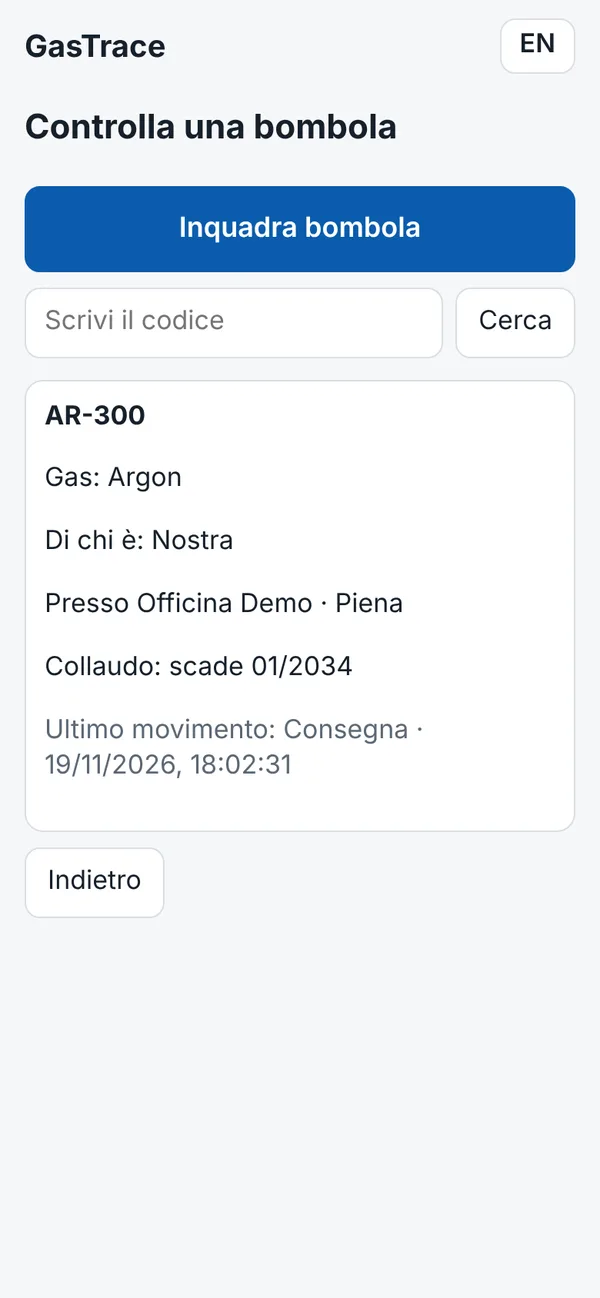 GasTrace
EN
Controlla una bombola
Inquadra bombola
Scrivi il codice
Cerca
AR-300
Gas: Argon
Di chi è: Nostra
Presso Officina Demo · Piena
Collaudo: scade 01/2034
Ultimo movimento: Consegna ·
19/11/2026, 18:02:31
Indietro